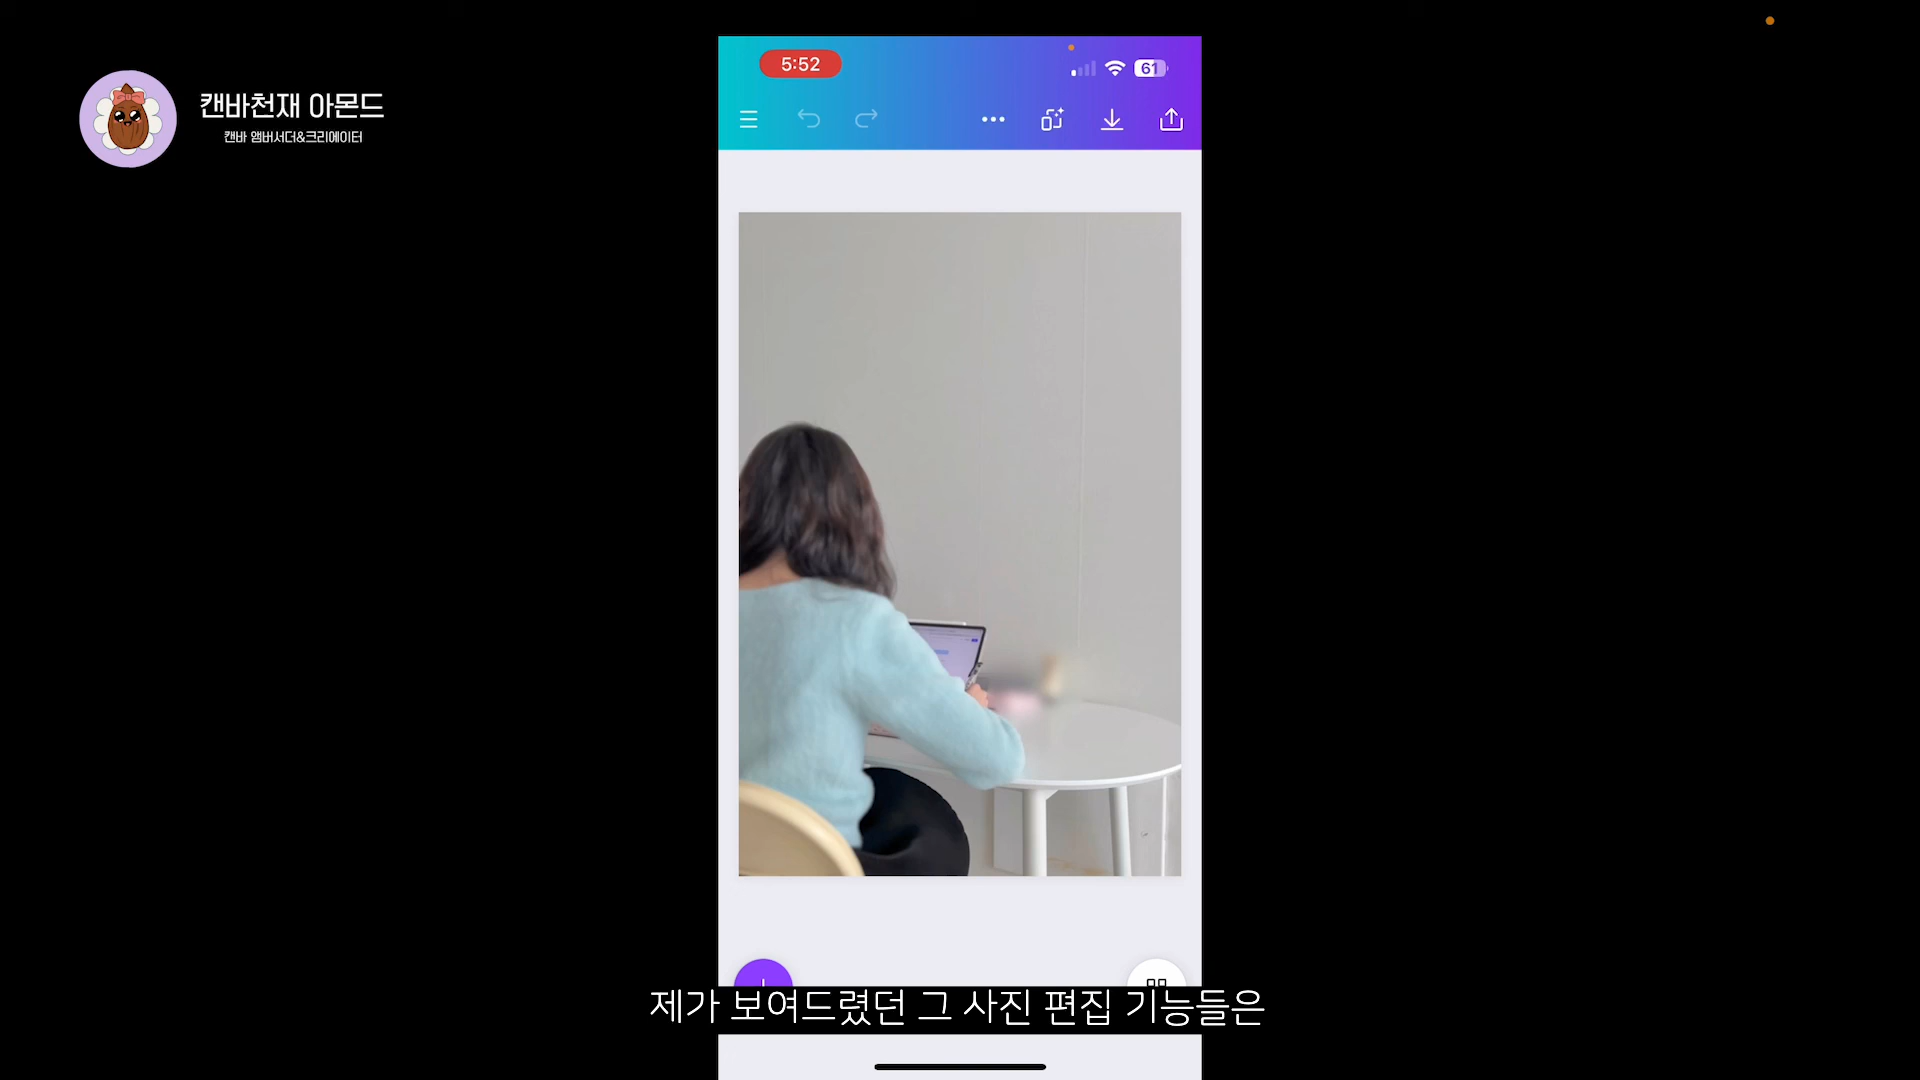 캔바천재 아몬드
캔바 앰버서더&크리에이터
5:52
61
제가 보여드렸던 그 사진 편집 기능들은